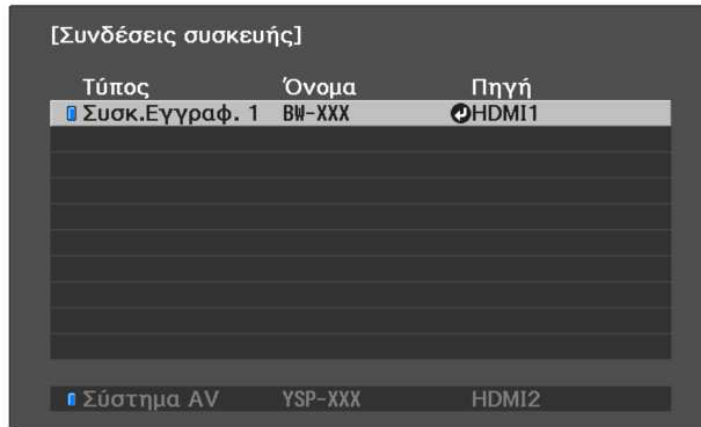 [Συνδέσεις συσκευής]
Τύπος Όνομα Πηγή
Συσκ.Εγγραφ. 1 BW-XXX HDMI1
Σύστημα AV YSP-XXX HDMI2